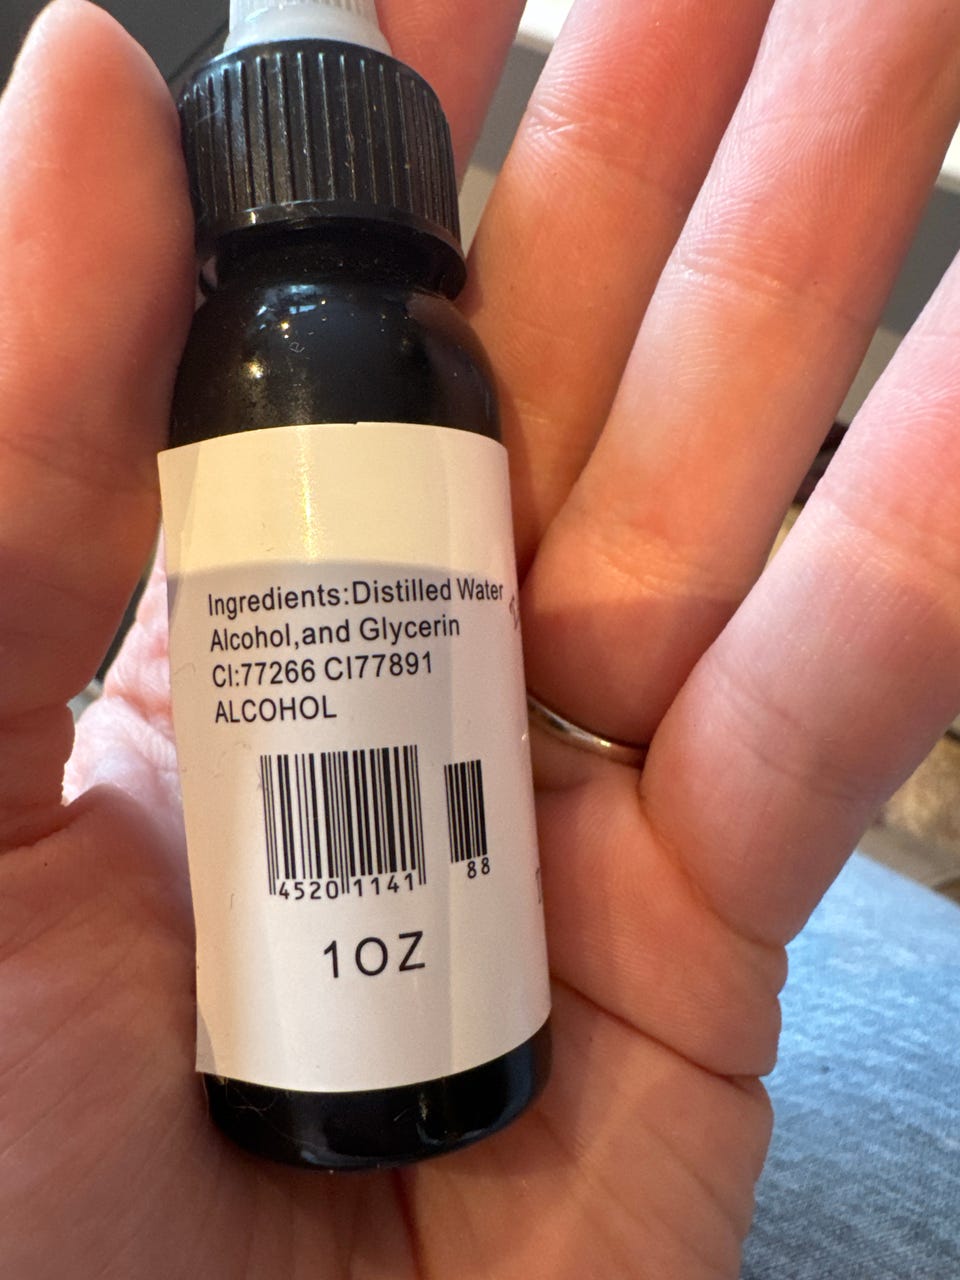 Ingredients:Distilled Water
Alcohol,and Glycerin
CI:77266 CI77891
ALCOHOL
4520 1141
88
1OZ